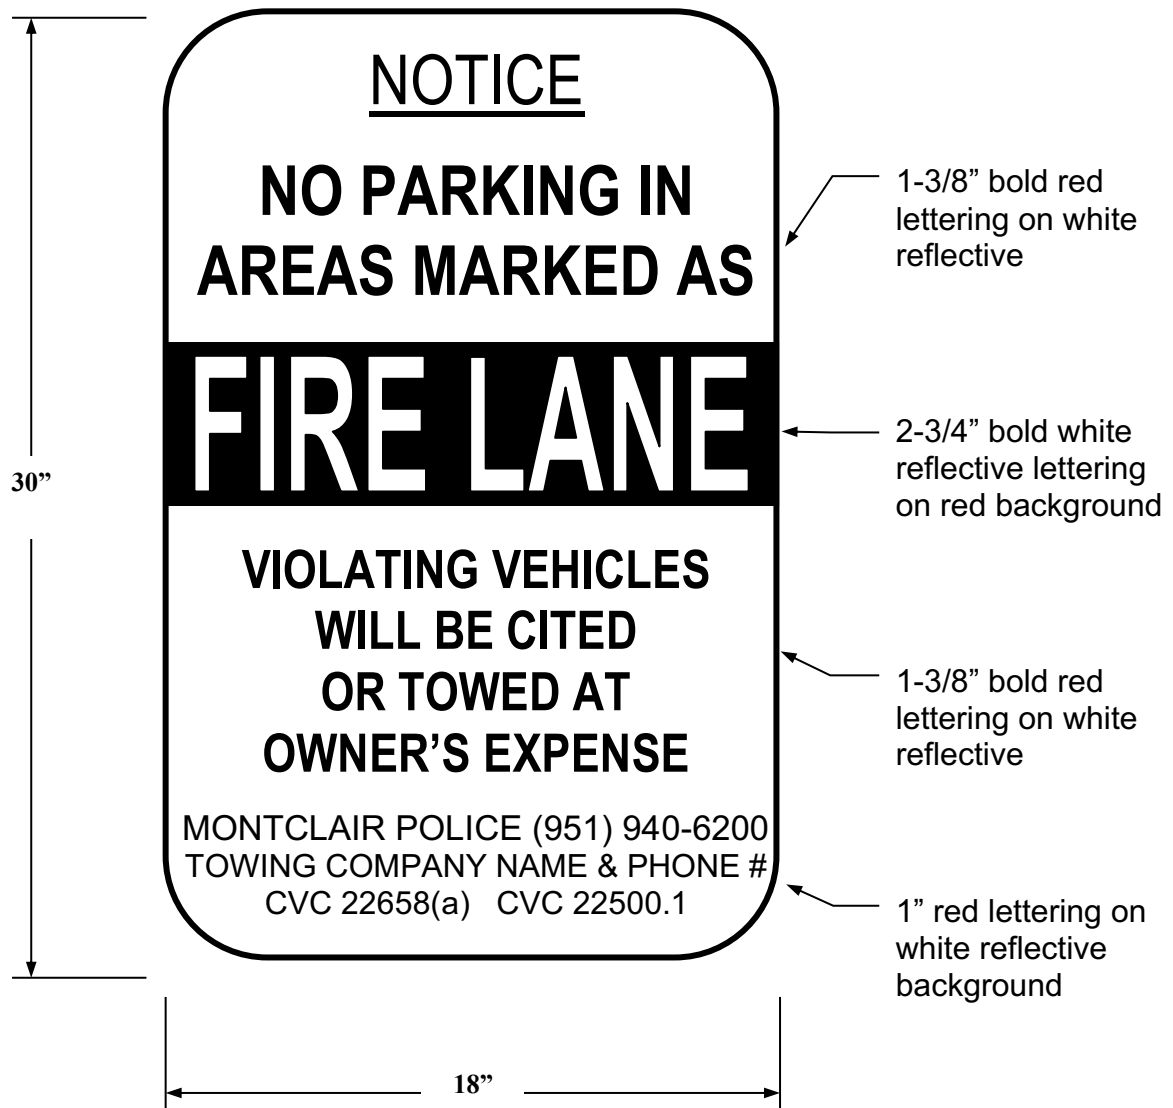 NOTICE
NO PARKING IN
AREAS MARKED AS
FIRE LANE
VIOLATING VEHICLES
WILL BE CITED
OR TOWED AT
OWNER’S EXPENSE
MONTCLAIR POLICE (951) 940-6200
TOWING COMPANY NAME & PHONE #
CVC 22658(a) CVC 22500.1
1-3/8” bold red
lettering on white
reflective
2-3/4” bold white
reflective lettering
on red background
1-3/8” bold red
lettering on white
reflective
1” red lettering on
white reflective
background
30”
18”